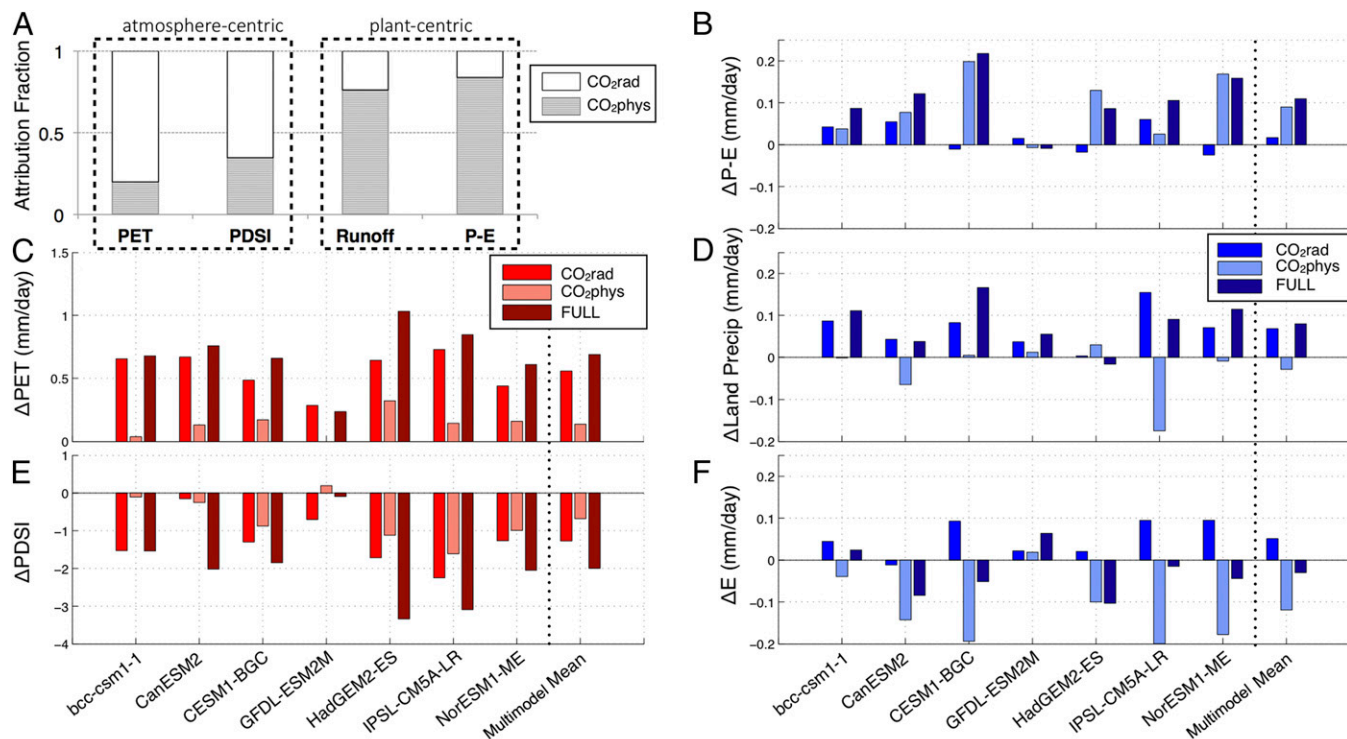 A
atmosphere-centric
plant-centric
Attribution Fraction
1
0.5
0
CO₂rad
CO₂phys
PET
PDSI
Runoff
P-E
B
ΔP-E (mm/day)
0.2
0.1
0
−0.1
−0.2
C
ΔPET (mm/day)
1.5
1
0.5
0
CO₂rad
CO₂phys
FULL
D
ΔLand Precip (mm/day)
0.2
0.1
0
−0.1
−0.2
CO₂rad
CO₂phys
FULL
E
ΔPDSI
1
0
−1
−2
−3
−4
bcc-csm1-1
CanESM2
CESM1-BGC
GFDL-ESM2M
HadGEM2-ES
IPSL-CM5A-LR
NorESM1-ME
Multimodel Mean
F
ΔE (mm/day)
0.2
0.1
0
−0.1
−0.2
bcc-csm1-1
CanESM2
CESM1-BGC
GFDL-ESM2M
HadGEM2-ES
IPSL-CM5A-LR
NorESM1-ME
Multimodel Mean